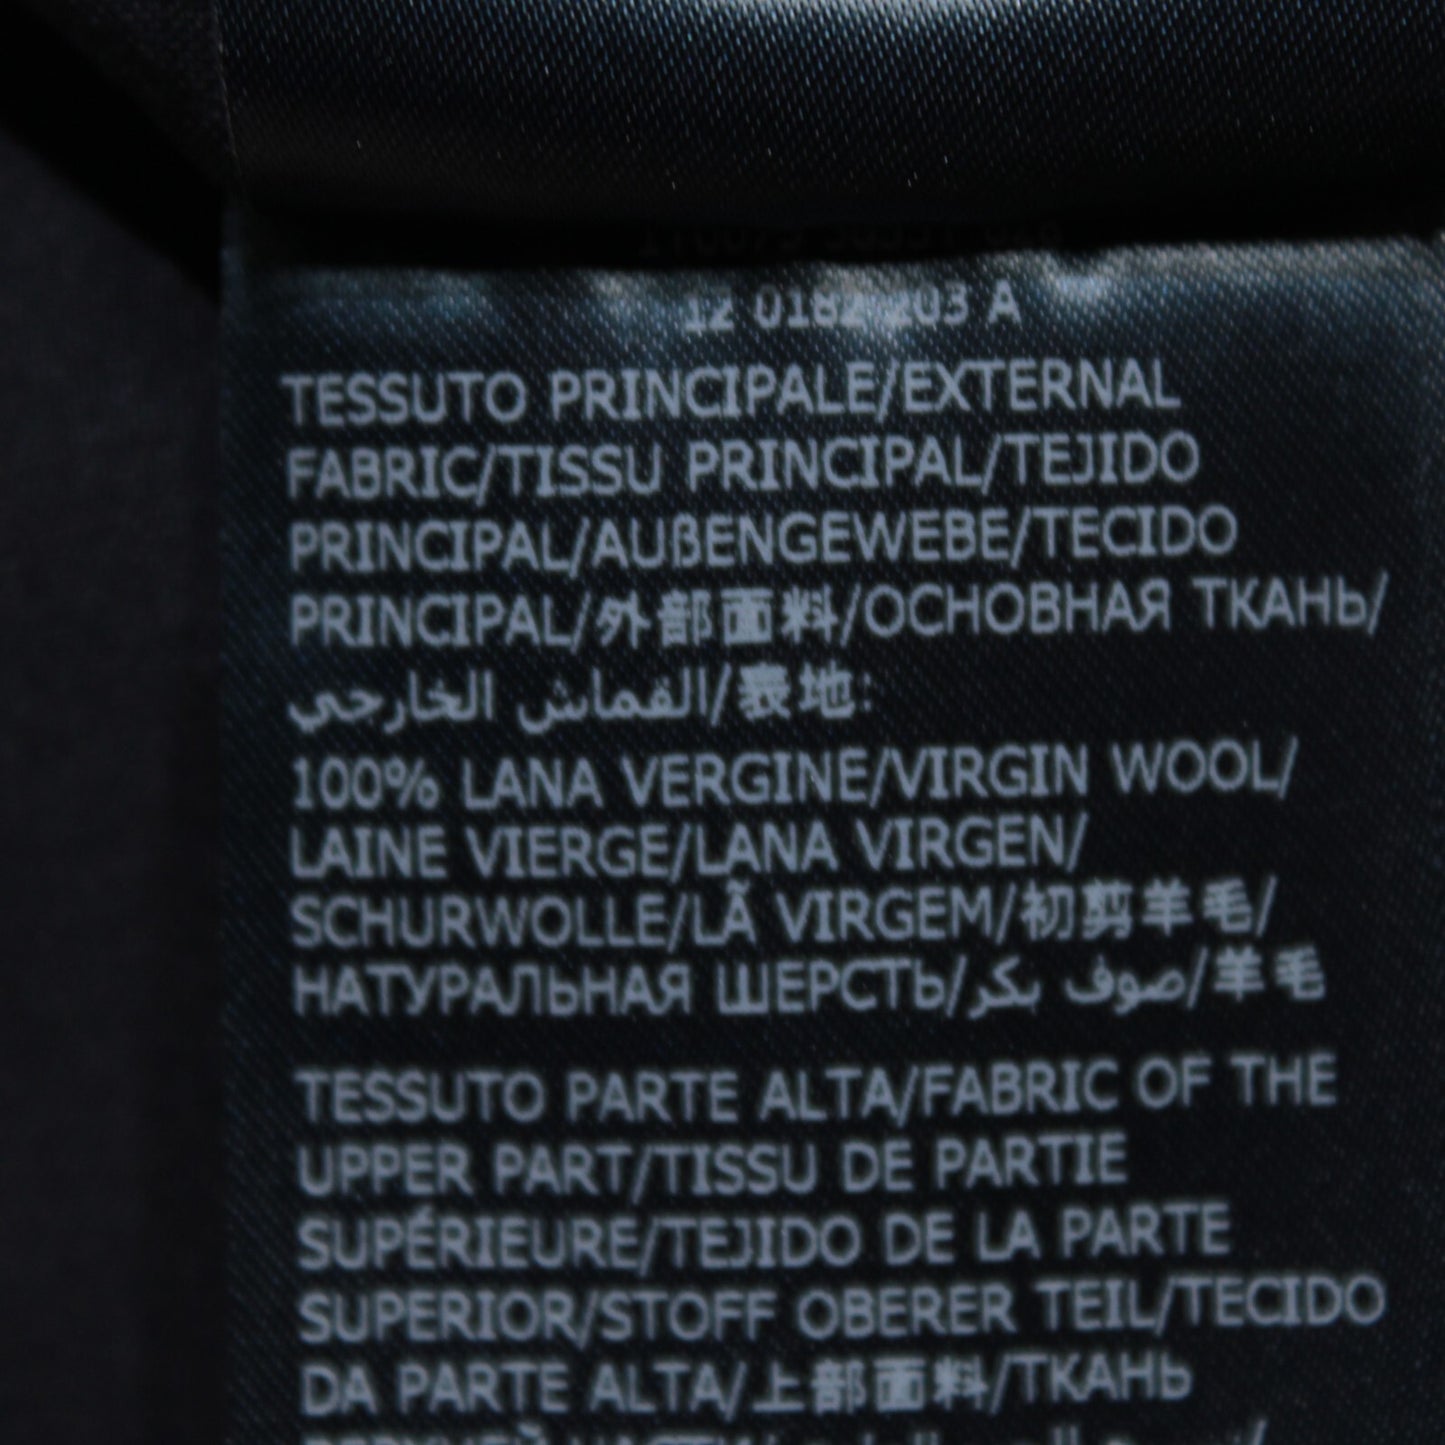 12 0182 203 A
TESSUTO PRINCIPALE/EXTERNAL
FABRIC/TISSU PRINCIPAL/TEJIDO
PRINCIPAL/AUßENGEWEBE/TECIDO
PRINCIPAL/外部面料/ОСНОВНАЯ ТКАНЬ/
القماش الخارجي/表地:
100% LANA VERGINE/VIRGIN WOOL/
LAINE VIERGE/LANA VIRGEN/
SCHURWOLLE/LÃ VIRGEM/初剪羊毛/
НАТУРАЛЬНАЯ ШЕРСТЬ/صوف بكر/羊毛
TESSUTO PARTE ALTA/FABRIC OF THE
UPPER PART/TISSU DE PARTIE
SUPÉRIEURE/TEJIDO DE LA PARTE
SUPERIOR/STOFF OBERER TEIL/TECIDO
DA PARTE ALTA/上部面料/ТКАНЬ
ВЕРХНЕЙ ЧАСТИ/